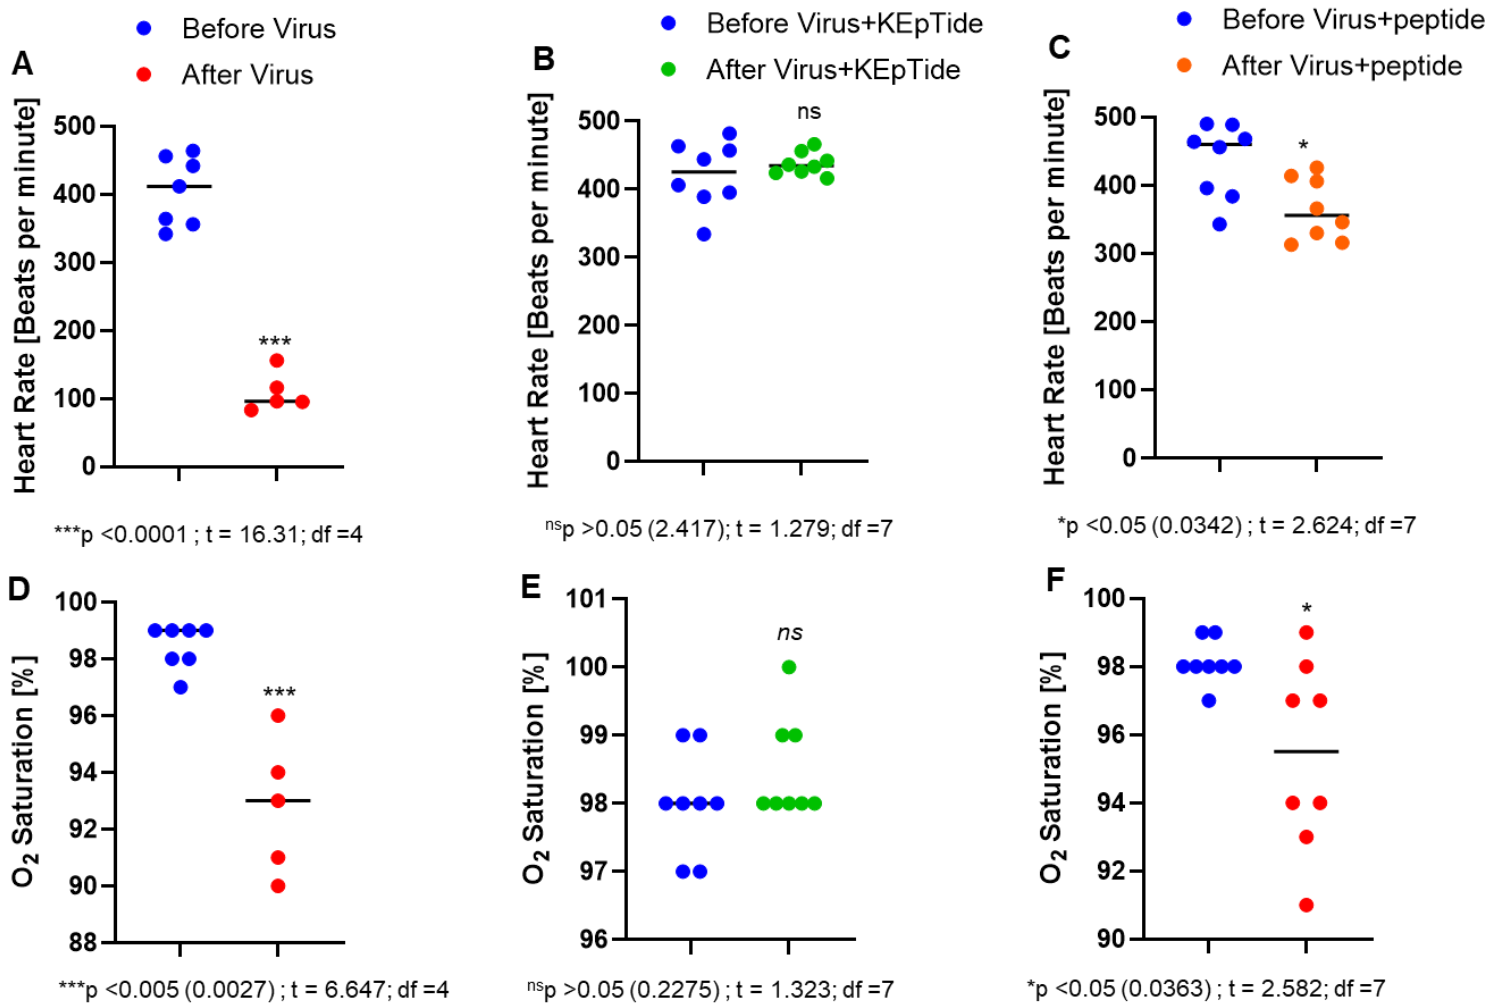 Before Virus
After Virus
A
Heart Rate [Beats per minute]
500
400
300
200
100
0
***
***p <0.0001 ; t = 16.31; df =4
Before Virus+KEpTide
After Virus+KEpTide
B
Heart Rate [Beats per minute]
500
400
300
200
100
0
ns
nsp >0.05 (2.417); t = 1.279; df =7
Before Virus+peptide
After Virus+peptide
C
Heart Rate [Beats per minute]
500
400
300
200
100
0
*
*p <0.05 (0.0342) ; t = 2.624; df =7
D
O2 Saturation [%]
100
98
96
94
92
90
88
***
***p <0.005 (0.0027) ; t = 6.647; df =4
E
O2 Saturation [%]
101
100
99
98
97
96
ns
nsp >0.05 (0.2275) ; t = 1.323; df =7
F
O2 Saturation [%]
100
98
96
94
92
90
*
*p <0.05 (0.0363) ; t = 2.582; df =7